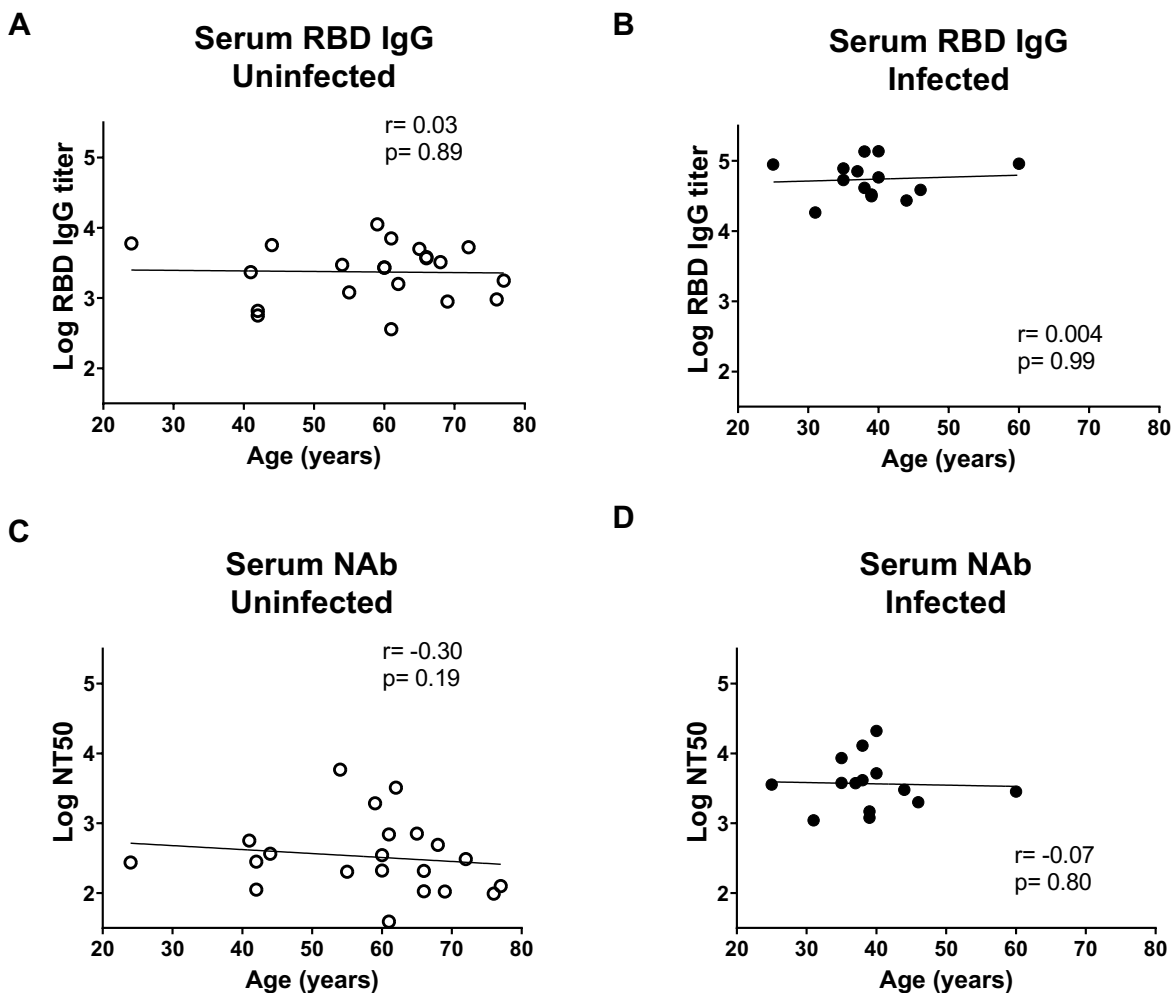 A
Serum RBD IgG
Uninfected
r= 0.03
p= 0.89
Log RBD IgG titer
5
4
3
2
20 30 40 50 60 70 80
Age (years)
B
Serum RBD IgG
Infected
Log RBD IgG titer
5
4
3
2
r= 0.004
p= 0.99
20 30 40 50 60 70 80
Age (years)
C
Serum NAb
Uninfected
r= -0.30
p= 0.19
Log NT50
5
4
3
2
20 30 40 50 60 70 80
Age (years)
D
Serum NAb
Infected
Log NT50
5
4
3
2
r= -0.07
p= 0.80
20 30 40 50 60 70 80
Age (years)